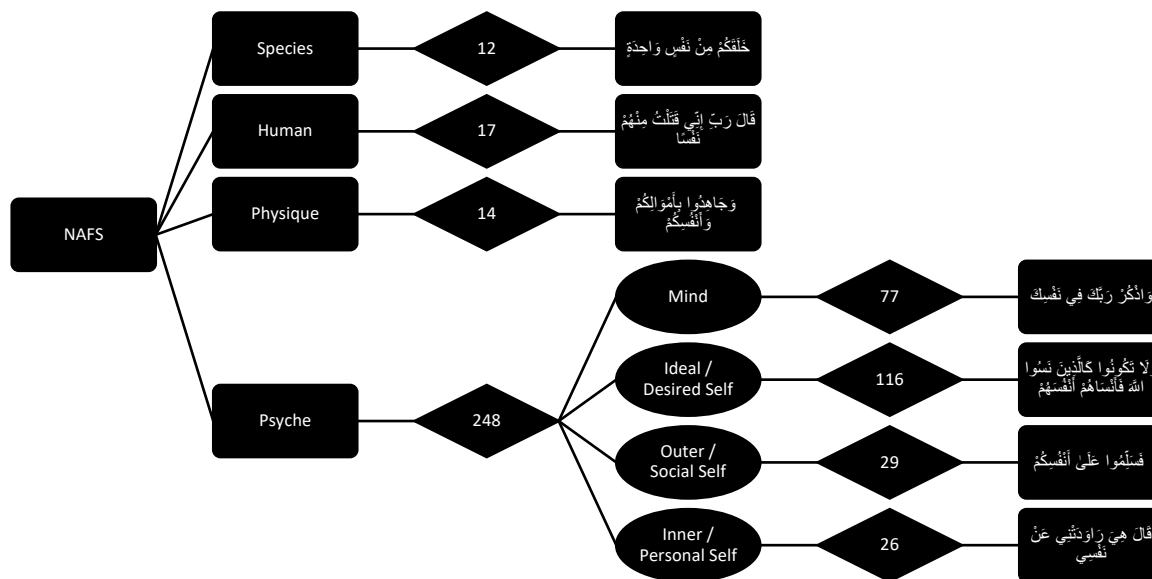 Species
12
خَلَقَكُمْ مِنْ نَفْسٍ وَاحِدَةٍ
Human
17
قَالَ رَبِّ إِنِّي قَتَلْتُ مِنْهُمْ
نَفْسًا
NAFS
Physique
14
وَجَاهِدُوا بِأَمْوَالِكُمْ
وَأَنْفُسِكُمْ
Psyche
248
Mind
77
وَاذْكُرْ رَبَّكَ فِي نَفْسِكَ
Ideal /
Desired Self
116
وَلَا تَكُونُوا كَالَّذِينَ نَسُوا
اللَّهَ فَأَنْسَاهُمْ أَنْفُسَهُمْ
Outer /
Social Self
29
فَسَلِّمُوا عَلَىٰ أَنْفُسِكُمْ
Inner /
Personal Self
26
قَالَ هِيَ رَاوَدَتْنِي عَنْ
نَفْسِي